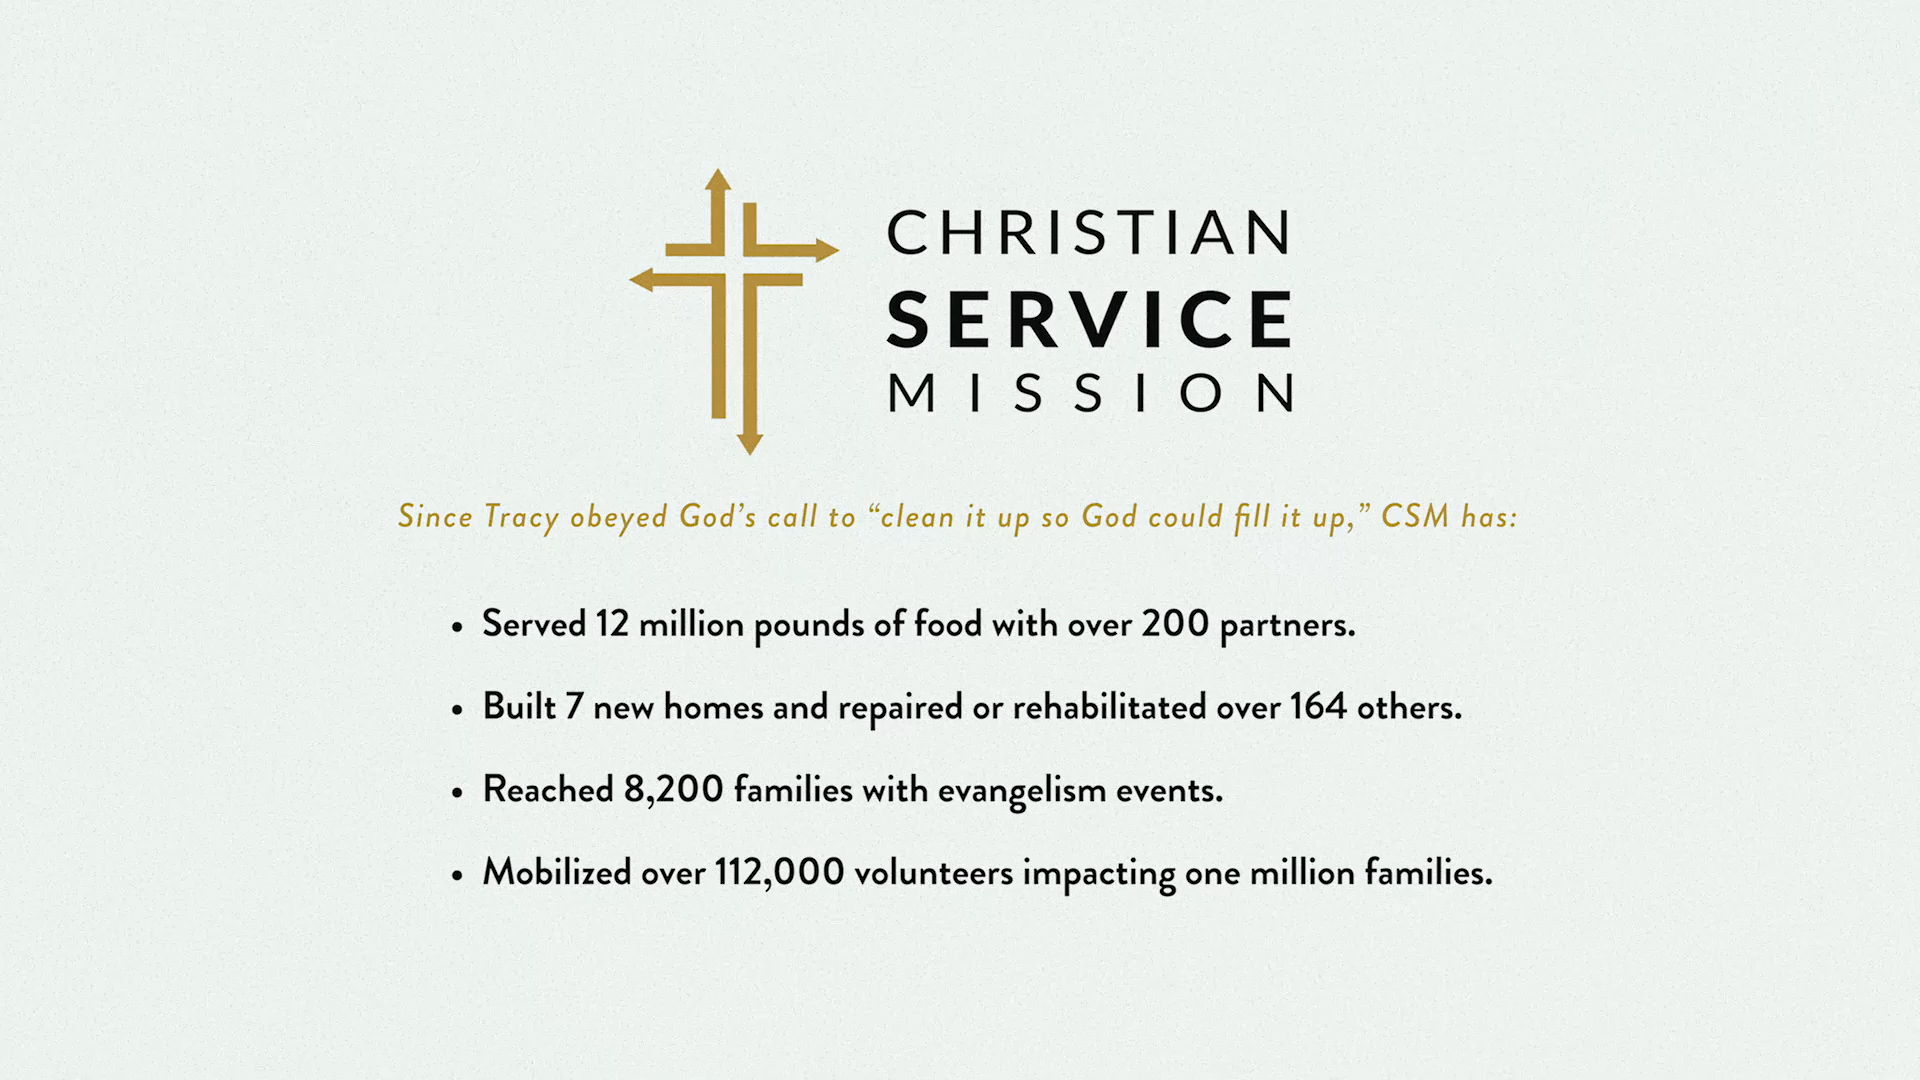 CHRISTIAN
SERVICE
MISSION
Since Tracy obeyed God’s call to “clean it up so God could fill it up,” CSM has:
• Served 12 million pounds of food with over 200 partners.
• Built 7 new homes and repaired or rehabilitated over 164 others.
• Reached 8,200 families with evangelism events.
• Mobilized over 112,000 volunteers impacting one million families.